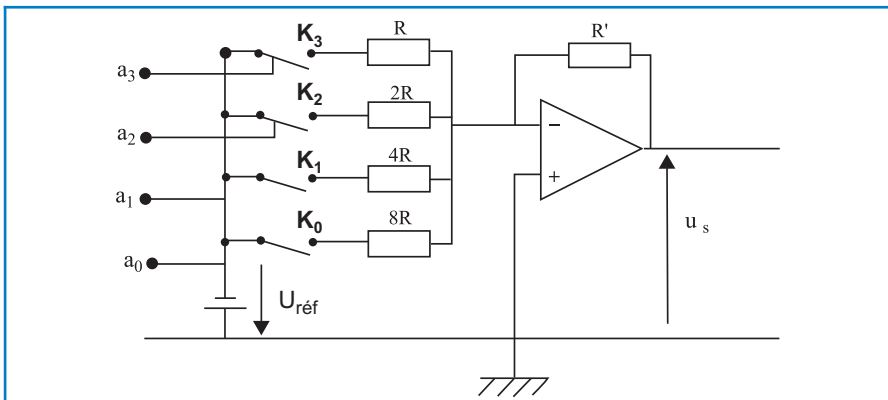 K₃
R
R'
a₃
K₂
2R
a₂
K₁
4R
−
+
a₁
K₀
8R
u s
a₀
Uréf